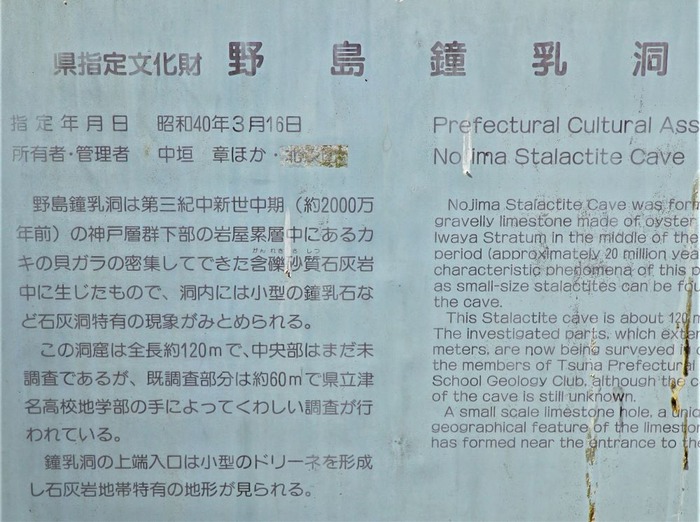 県指定文化財 野島鐘乳洞
指定年月日 昭和40年3月16日
所有者・管理者 中垣 章ほか・
野島鐘乳洞は第三紀中新世中期（約2000万
年前）の神戸層群下部の岩屋累層中にあるカ
キの貝ガラの密集してできた含礫砂質石灰岩
中に生じたもので、洞内には小型の鐘乳石な
ど石灰洞特有の現象がみとめられる。
この洞窟は全長約120mで、中央部はまだ未
調査であるが、既調査部分は約60mで県立津
名高校地学部の手によってくわしい調査が行
われている。
鐘乳洞の上端入口は小型のドリーネを形成
し石灰岩地帯特有の地形が見られる。
Prefectural Cultural Ass
Nojima Stalactite Cave
Nojima Stalactite Cave was for
gravelly limestone made of oyster
Iwaya Stratum in the middle of the
period (approximately 20 million yea
characteristic phenomena of this p
as small-size stalactites can be fou
the cave.
This Stalactite cave is about 120 m
The investigated parts, which exte
meters, are now being surveyed i
the members of Tsuna Prefectural
School Geology Club, although the c
of the cave is still unknown.
A small scale limestone hole, a uni
geographical feature of the limesto
has formed near the entrance to the